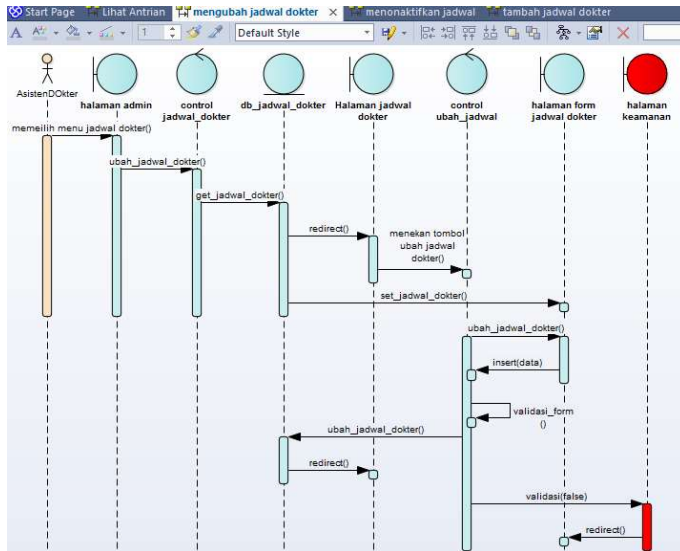 Start Page
Lihat Antrian
mengubah jadwal dokter
menonaktifkan jadwal
tambah jadwal dokter
1
Default Style
AsistenDOkter
halaman admin
control
jadwal_dokter
db_jadwal_dokter
Halaman jadwal
dokter
control
ubah_jadwal
halaman form
jadwal dokter
halaman
keamanan
memeilih menu jadwal dokter()
ubah_jadwal_dokter()
get_jadwal_dokter()
redirect()
menekan tombol
ubah jadwal
dokter()
set_jadwal_dokter()
ubah_jadwal_dokter()
insert(data)
validasi_form
()
ubah_jadwal_dokter()
redirect()
validasi(false)
redirect()